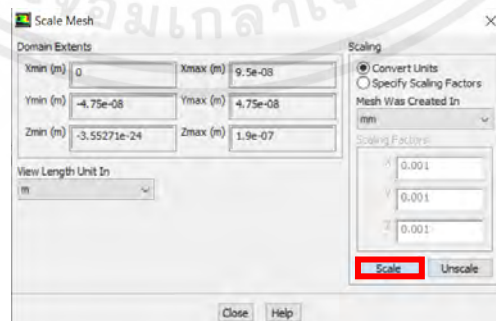 Scale Mesh
Domain Extents
Xmin (m) 0 Xmax (m) 9.5e-08
Ymin (m) -4.75e-08 Ymax (m) 4.75e-08
Zmin (m) -3.55271e-24 Zmax (m) 1.9e-07
View Length Unit In
m
Scaling
Convert Units
Specify Scaling Factors
Mesh Was Created In
mm
Scaling Factors
X 0.001
Y 0.001
Z 0.001
Scale Unscale
Close Help